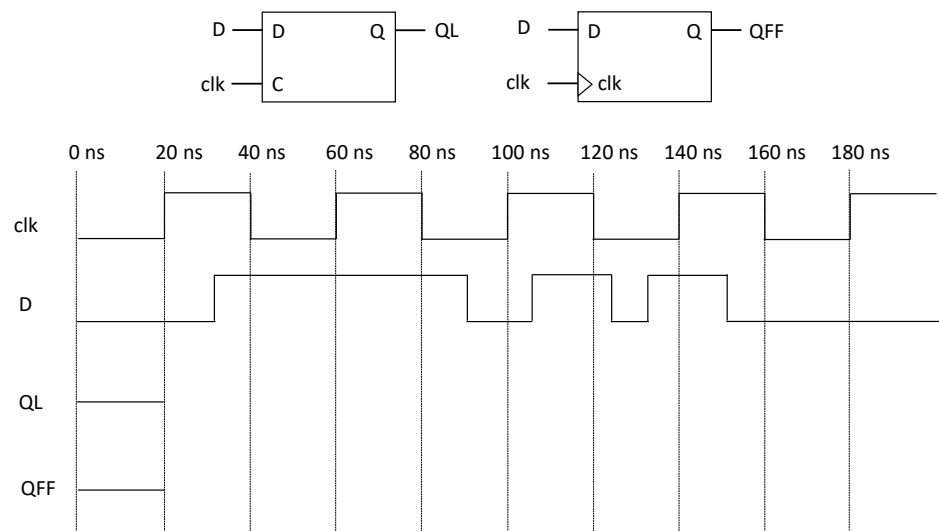 D D Q QL D D Q QFF
clk C clk clk
0 ns 20 ns 40 ns 60 ns 80 ns 100 ns 120 ns 140 ns 160 ns 180 ns
clk
D
QL
QFF